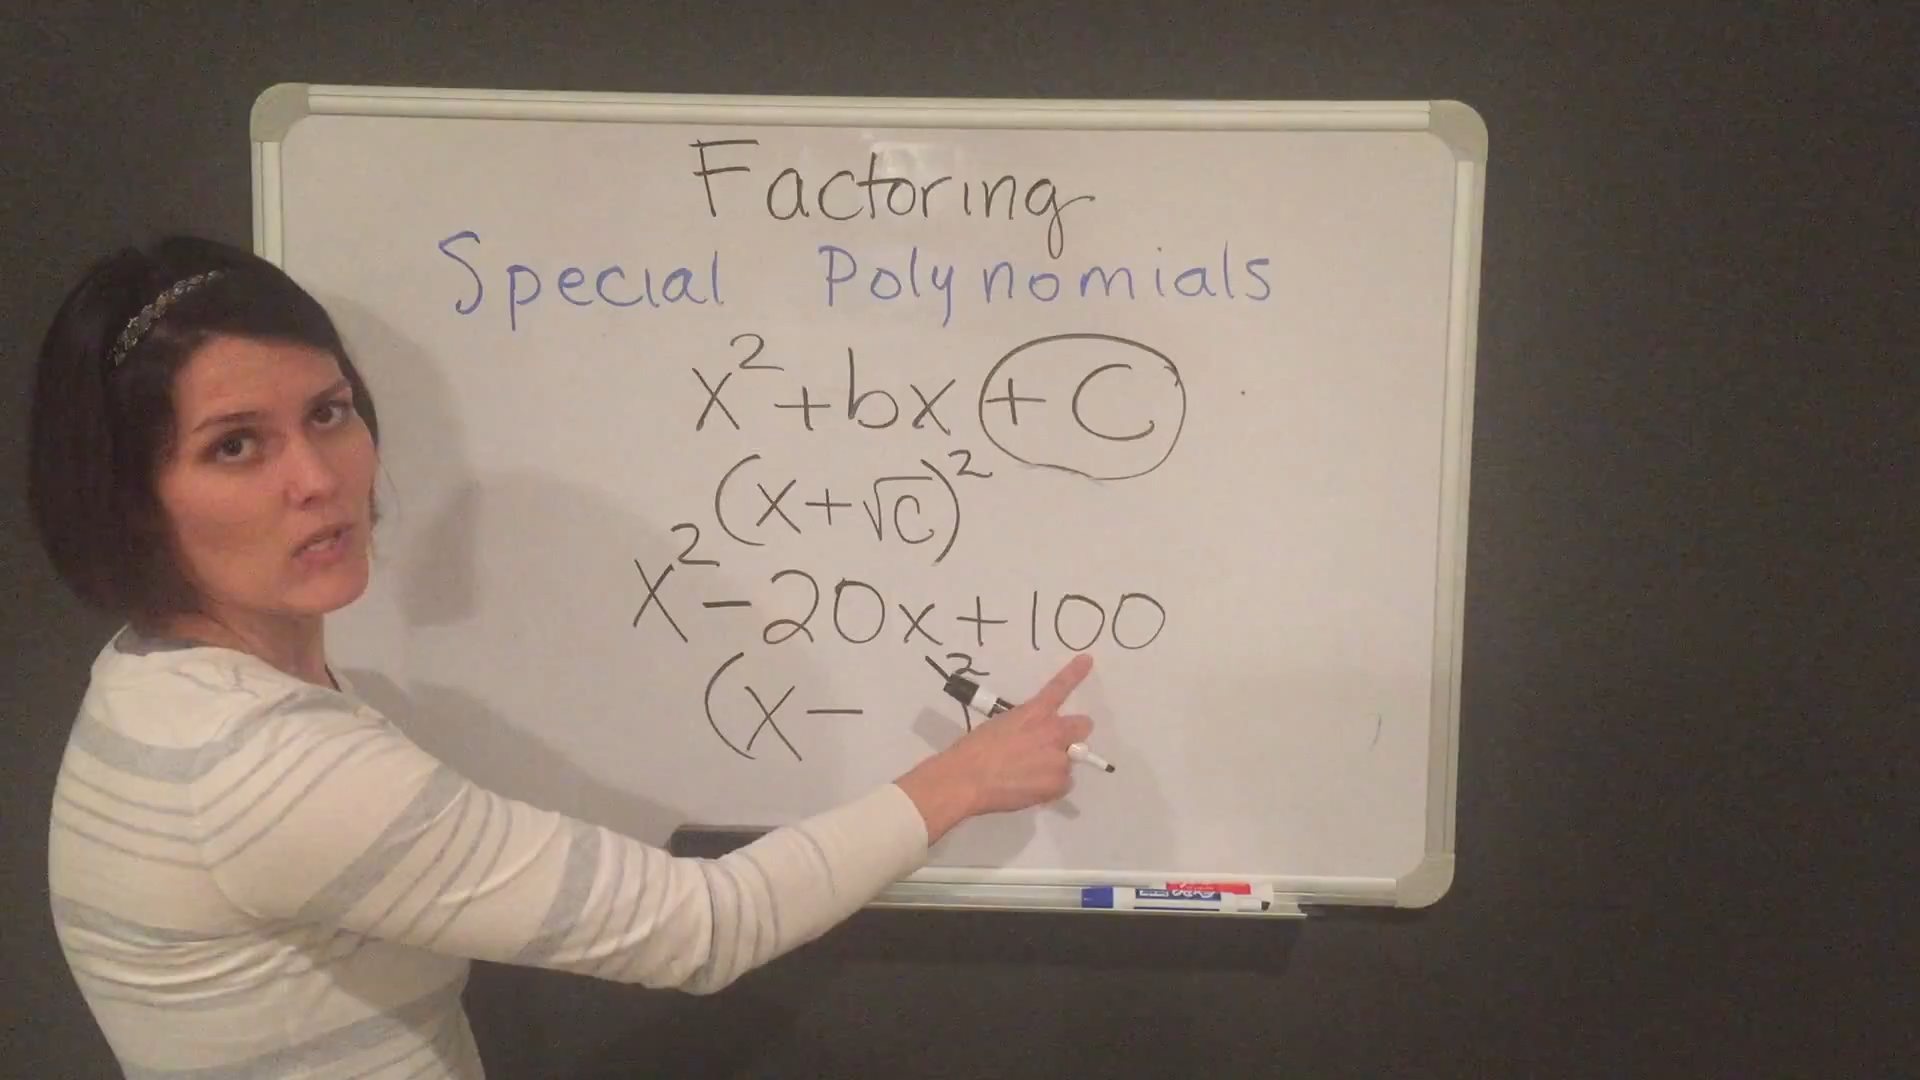 Factoring
Special Polynomials
x² + bx + C
(x + √c)²
x² - 20x + 100
(x - )²